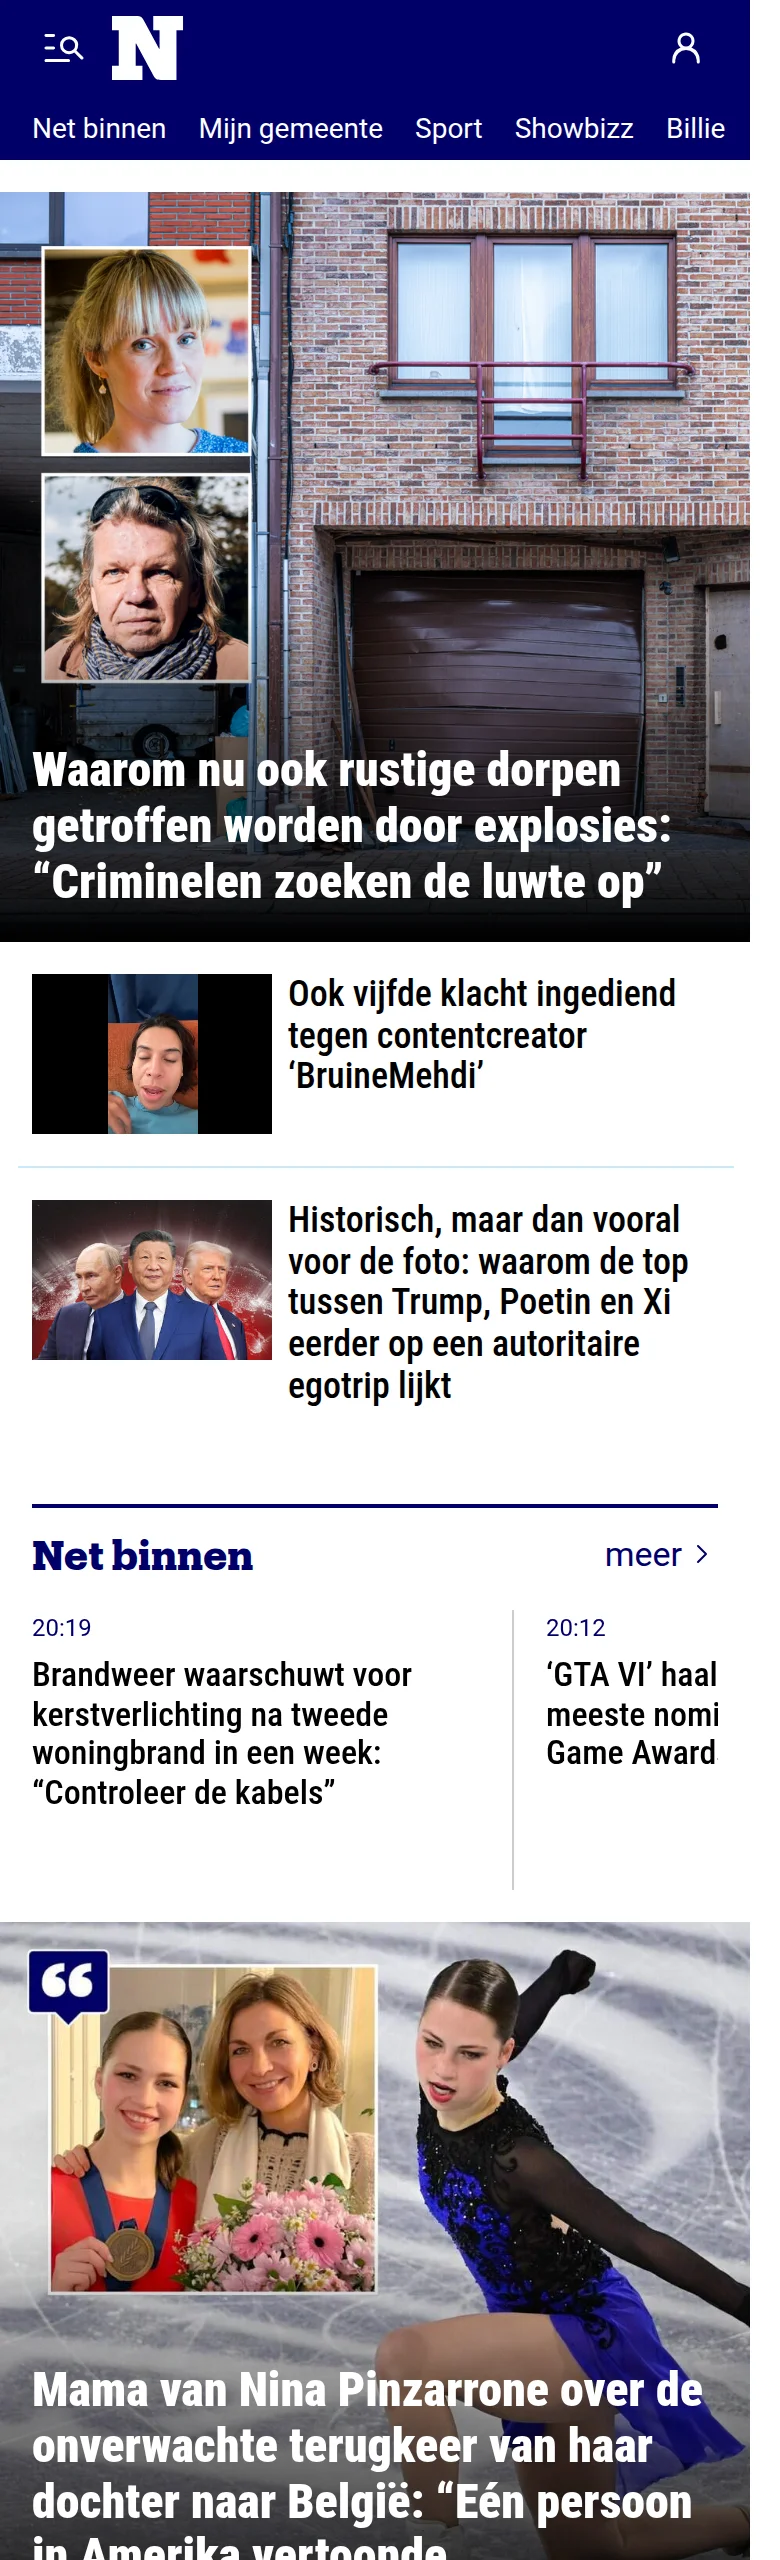 N
Net binnen Mijn gemeente Sport Showbizz Billie
Waarom nu ook rustige dorpen
getroffen worden door explosies:
“Criminelen zoeken de luwte op”
Ook vijfde klacht ingediend
tegen contentcreator
‘BruineMehdi’
Historisch, maar dan vooral
voor de foto: waarom de top
tussen Trump, Poetin en Xi
eerder op een autoritaire
egotrip lijkt
Net binnen meer
20:19
Brandweer waarschuwt voor
kerstverlichting na tweede
woningbrand in een week:
“Controleer de kabels”
20:12
‘GTA VI’ haal
meeste nomi
Game Award
Mama van Nina Pinzarrone over de
onverwachte terugkeer van haar
dochter naar België: “Eén persoon
in Amerika vertoonde